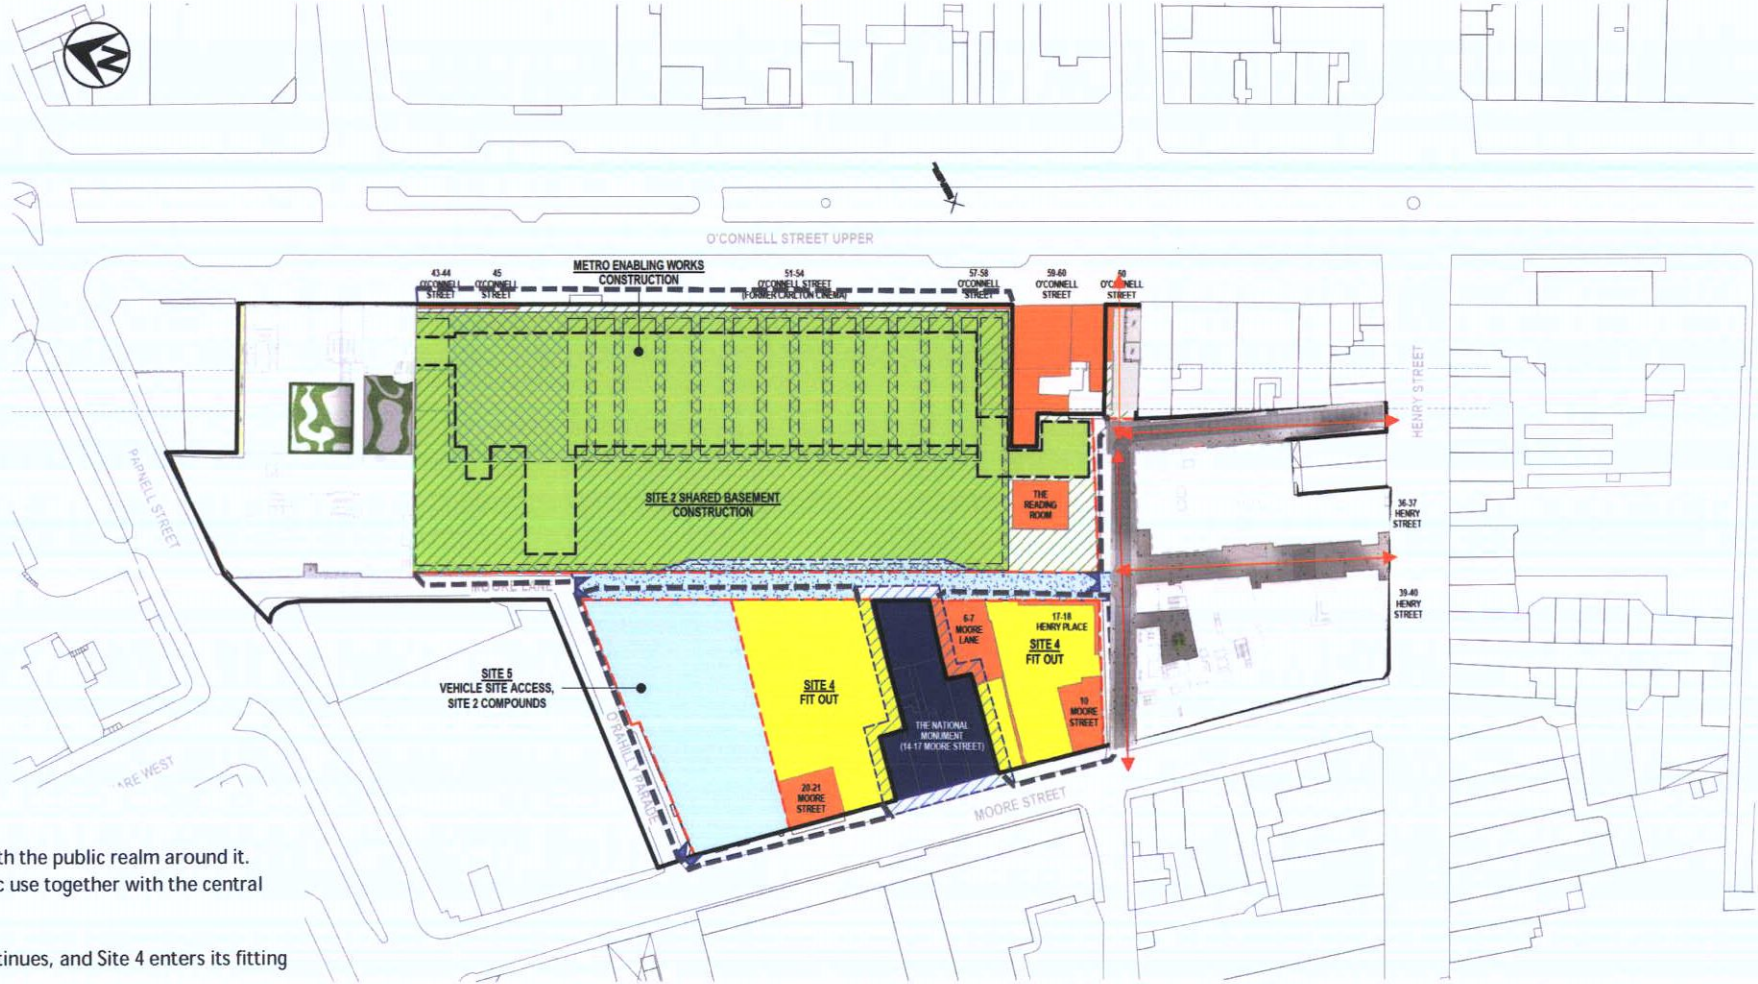 N
O'CONNELL STREET UPPER
METRO ENABLING WORKS
CONSTRUCTION
43-44
O'CONNELL
STREET
45
O'CONNELL
STREET
51-54
O'CONNELL STREET
(FORMER CARLTON CINEMA)
57-58
O'CONNELL
STREET
59-60
O'CONNELL
STREET
60
O'CONNELL
STREET
HENRY STREET
PARNELL STREET
SITE 2 SHARED BASEMENT
CONSTRUCTION
THE
READING
ROOM
36-37
HENRY
STREET
MOORE LANE
39-40
HENRY
STREET
6-7
MOORE
LANE
17-18
HENRY PLACE
SITE 4
FIT OUT
SITE 5
VEHICLE SITE ACCESS,
SITE 2 COMPOUNDS
SITE 4
FIT OUT
10
MOORE
STREET
THE NATIONAL
MONUMENT
(14-17 MOORE STREET)
O'RAHILLY PARADE
20-21
MOORE
STREET
MOORE STREET
ARE WEST
th the public realm around it.
c use together with the central
tinues, and Site 4 enters its fitting